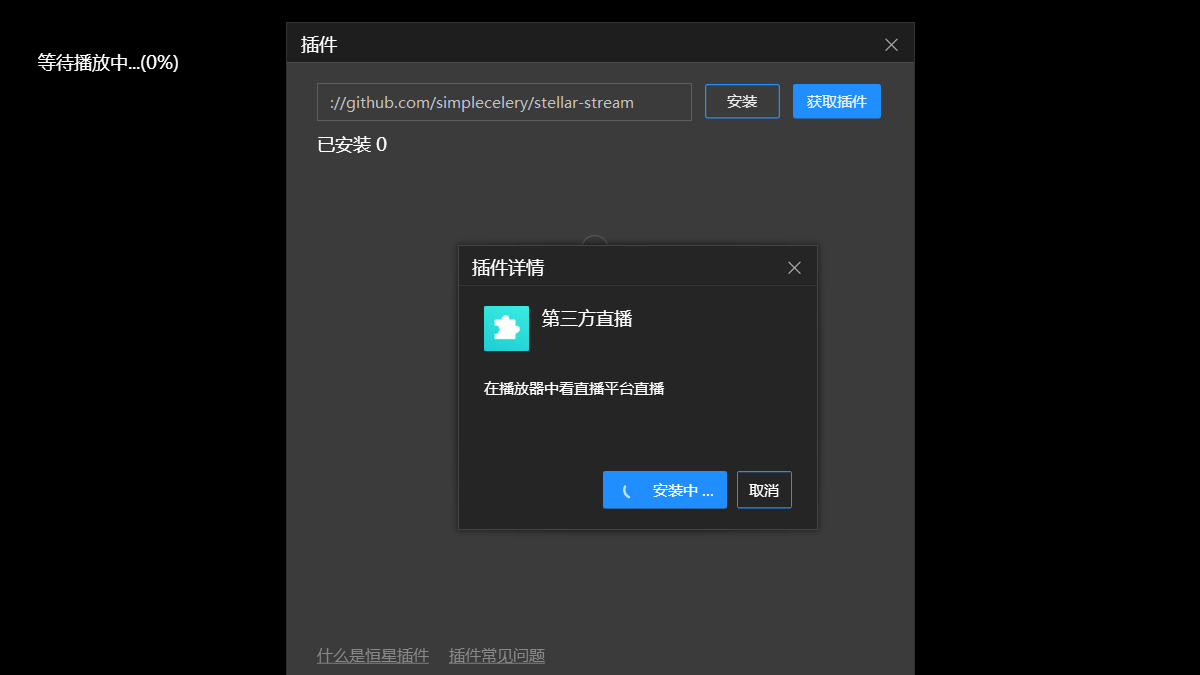 等待播放中...(0%)
插件
://github.com/simplecelery/stellar-stream
安装
获取插件
已安装 0
插件详情
第三方直播
在播放器中看直播平台直播
安装中 ...
取消
什么是恒星插件
插件常见问题